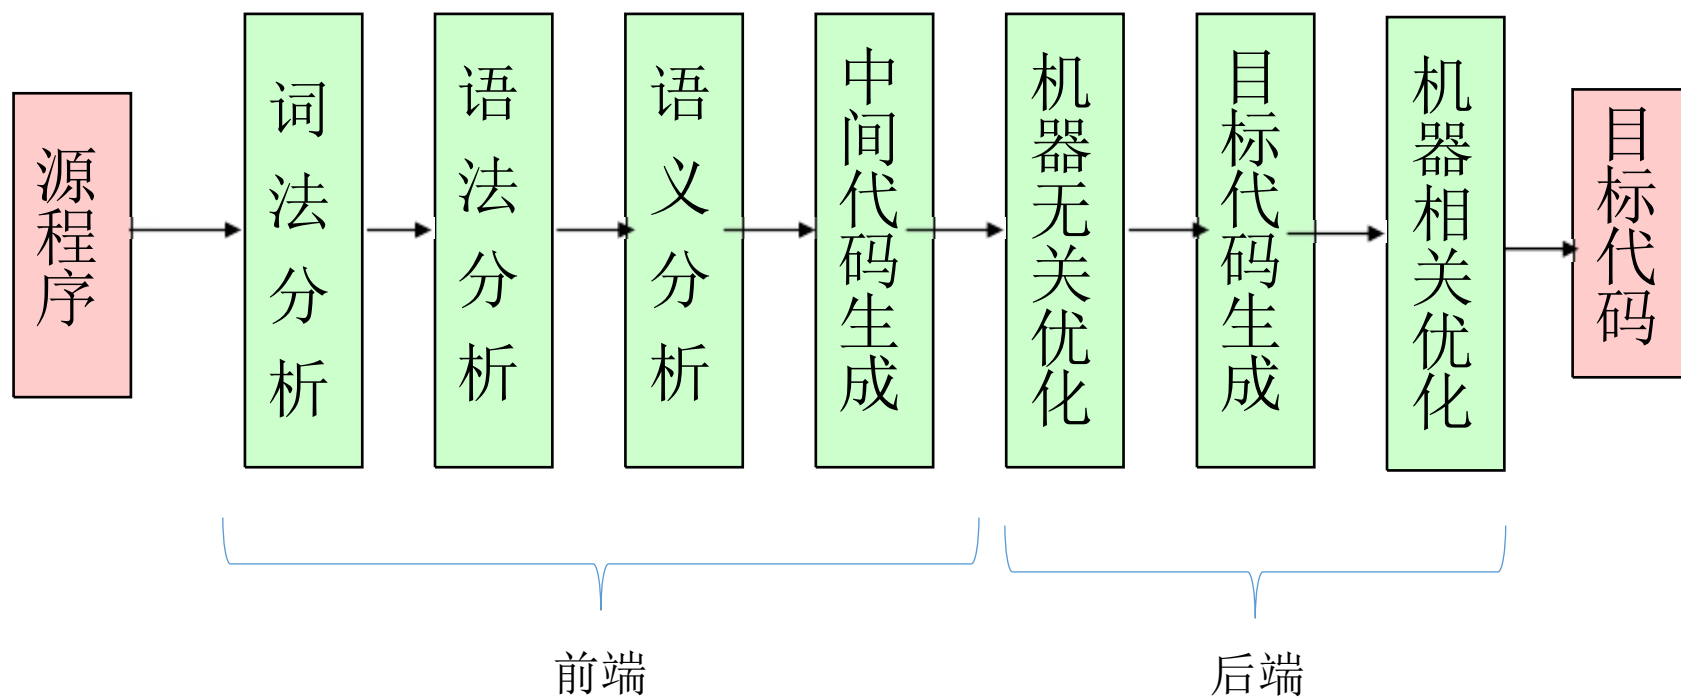 源程序
词法分析
语法分析
语义分析
中间代码生成
机器无关优化
目标代码生成
机器相关优化
目标代码
前端
后端